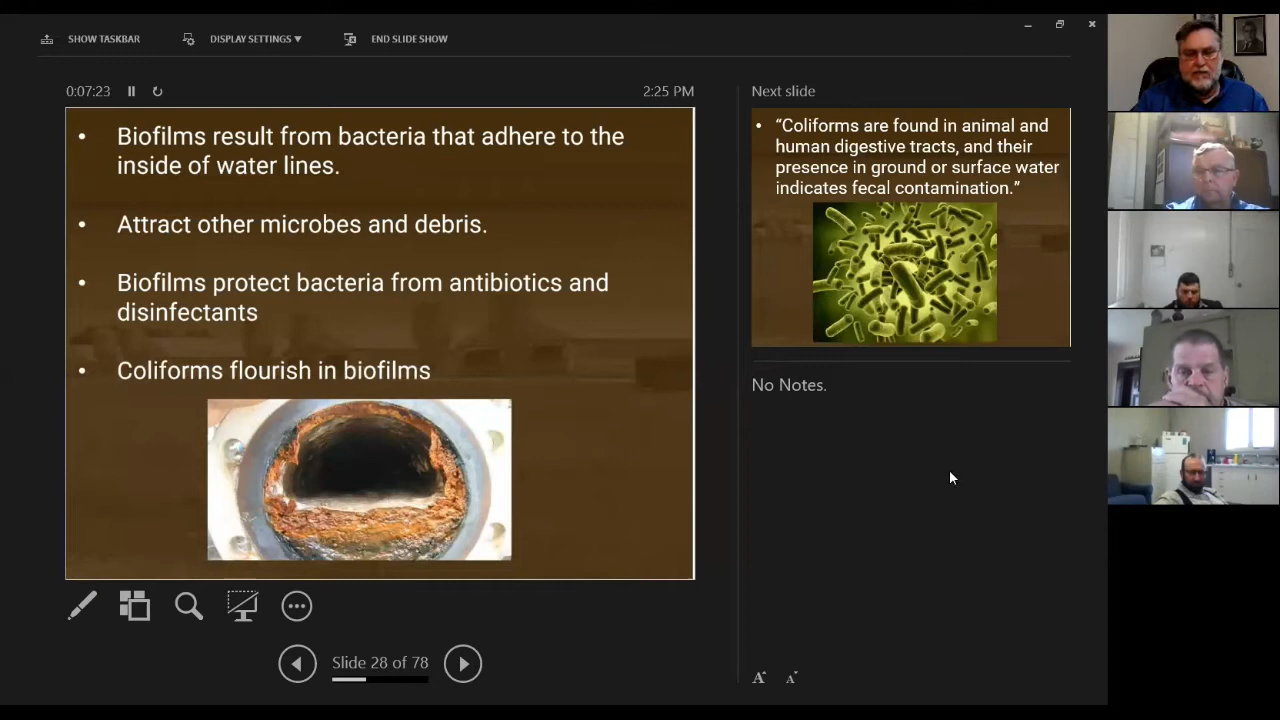 SHOW TASKBAR
DISPLAY SETTINGS ▼
END SLIDE SHOW
0:07:23
2:25 PM
• Biofilms result from bacteria that adhere to the
inside of water lines.
• Attract other microbes and debris.
• Biofilms protect bacteria from antibiotics and
disinfectants
• Coliforms flourish in biofilms
Slide 28 of 78
Next slide
• “Coliforms are found in animal and
human digestive tracts, and their
presence in ground or surface water
indicates fecal contamination.”
No Notes.
A A